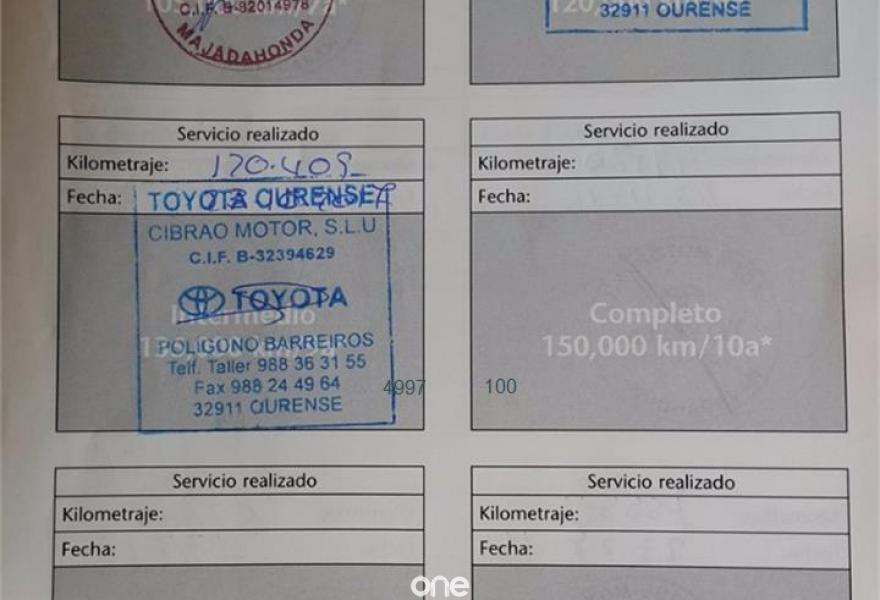 C.I.F. B-82014978
MAJADAHONDA
32911 OURENSE
Servicio realizado
Kilometraje: 170.409
Fecha:
TOYOTA OURENSE
CIBRAO MOTOR, S.L.U
C.I.F. B-32394629
TOYOTA
Intermedio
POLÍGONO BARREIROS
Telf. Taller 988 36 31 55
Fax 988 24 49 64
32911 OURENSE
Servicio realizado
Kilometraje:
Fecha:
Completo
150,000 km/10a*
4997
100
Servicio realizado
Kilometraje:
Fecha:
Servicio realizado
Kilometraje:
Fecha:
one